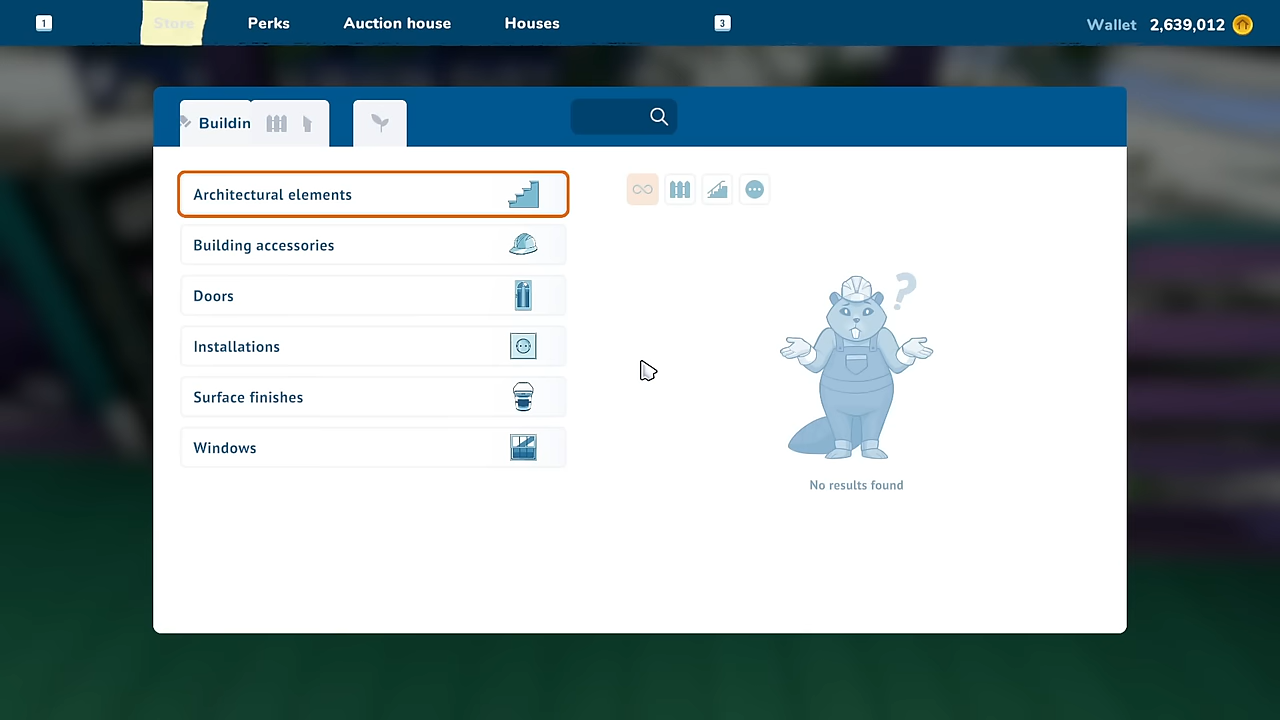 1 Store Perks Auction house Houses 3 Wallet 2,639,012
Buildin
Architectural elements
Building accessories
Doors
Installations
Surface finishes
Windows
?
No results found